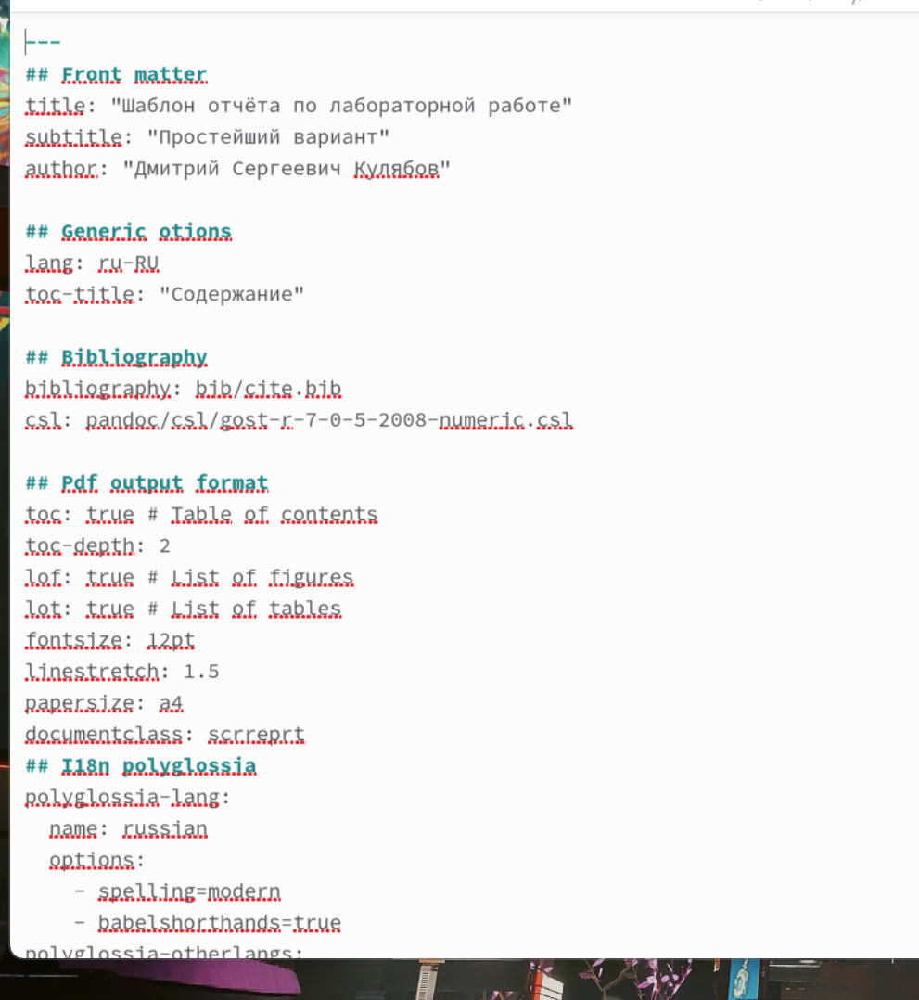 ---
## Front matter
title: "Шаблон отчёта по лабораторной работе"
subtitle: "Простейший вариант"
author: "Дмитрий Сергеевич Кулябов"
## Generic otions
lang: ru-RU
toc-title: "Содержание"
## Bibliography
bibliography: bib/cite.bib
csl: pandoc/csl/gost-r-7-0-5-2008-numeric.csl
## Pdf output format
toc: true # Table of contents
toc-depth: 2
lof: true # List of figures
lot: true # List of tables
fontsize: 12pt
linestretch: 1.5
papersize: a4
documentclass: scrreprt
## I18n polyglossia
polyglossia-lang:
  name: russian
  options:
    - spelling=modern
    - babelshorthands=true
polyglossia-otherlangs: